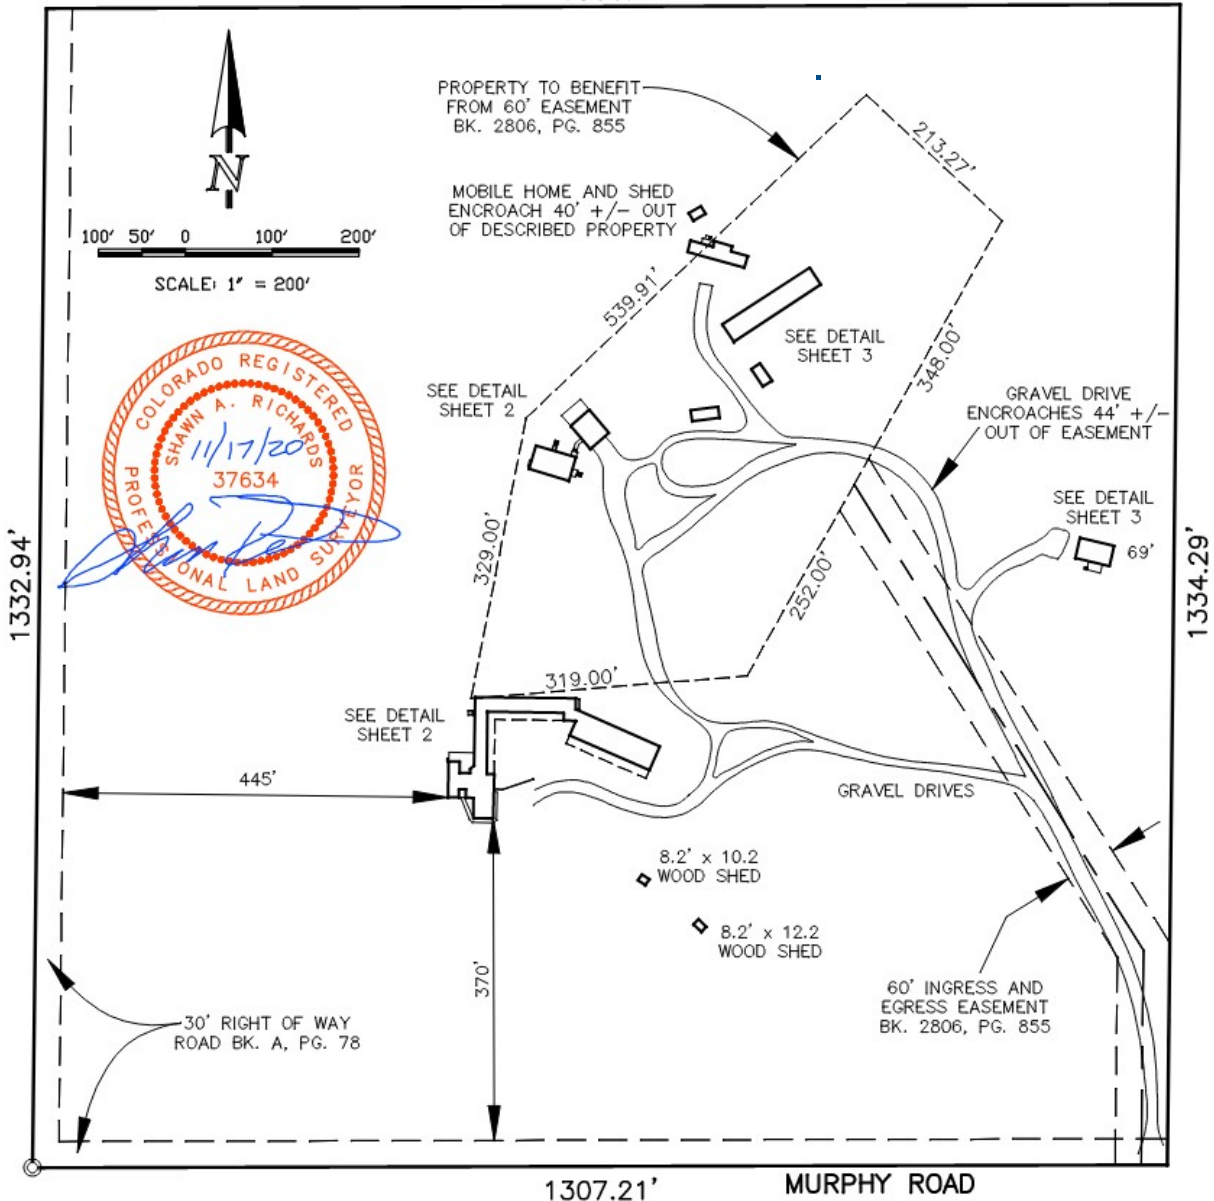 PROPERTY TO BENEFIT
FROM 60' EASEMENT
BK. 2806, PG. 855
213.27'
N
MOBILE HOME AND SHED
ENCROACH 40' +/- OUT
OF DESCRIBED PROPERTY
100' 50' 0 100' 200'
SCALE: 1" = 200'
539.91'
SEE DETAIL
SHEET 3
348.00'
COLORADO REGISTERED
PROFESSIONAL LAND SURVEYOR
SHAWN A. RICHARDS
11/17/20
37634
SEE DETAIL
SHEET 2
GRAVEL DRIVE
ENCROACHES 44' +/-
OUT OF EASEMENT
SEE DETAIL
SHEET 3
69'
1332.94'
329.00'
252.00'
1334.29'
319.00'
SEE DETAIL
SHEET 2
445'
GRAVEL DRIVES
8.2' x 10.2
WOOD SHED
8.2' x 12.2
WOOD SHED
370'
60' INGRESS AND
EGRESS EASEMENT
BK. 2806, PG. 855
30' RIGHT OF WAY
ROAD BK. A, PG. 78
1307.21'
MURPHY ROAD